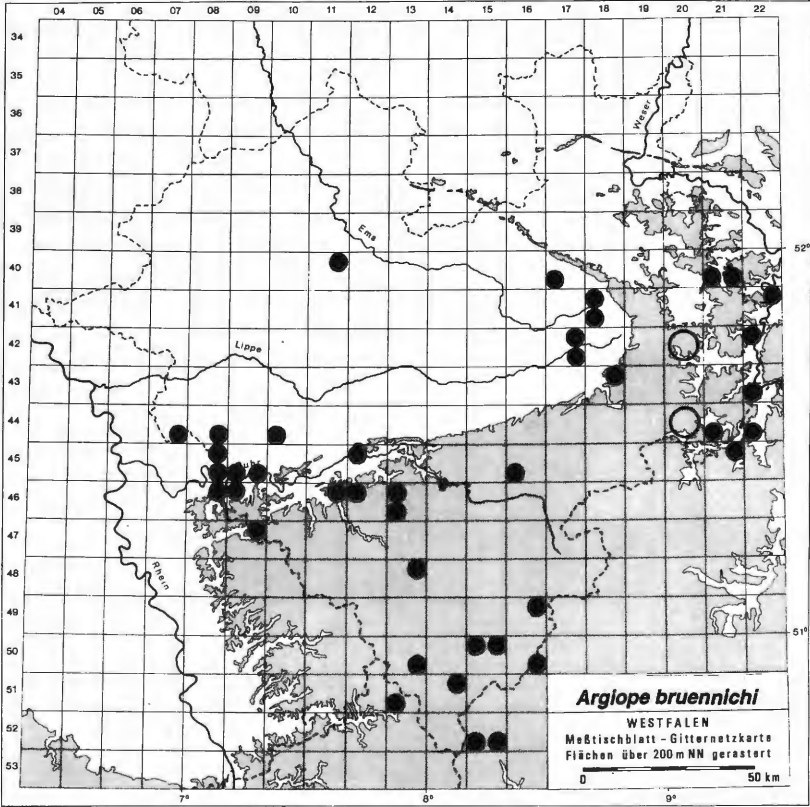 04 05 06 07 08 09 10 11 12 13 14 15 16 17 18 19 20 21 22
34
35
36
37
38
39
40
41
42
43
44
45
46
47
48
49
50
51
52
53
Weser
Ems
52°
Lippe
Rhein
51°
Argiope bruennichi
WESTFALEN
Meßtischblatt - Gitternetzkarte
Flächen über 200 m NN gerastert
0 50 km
7° 8° 9°